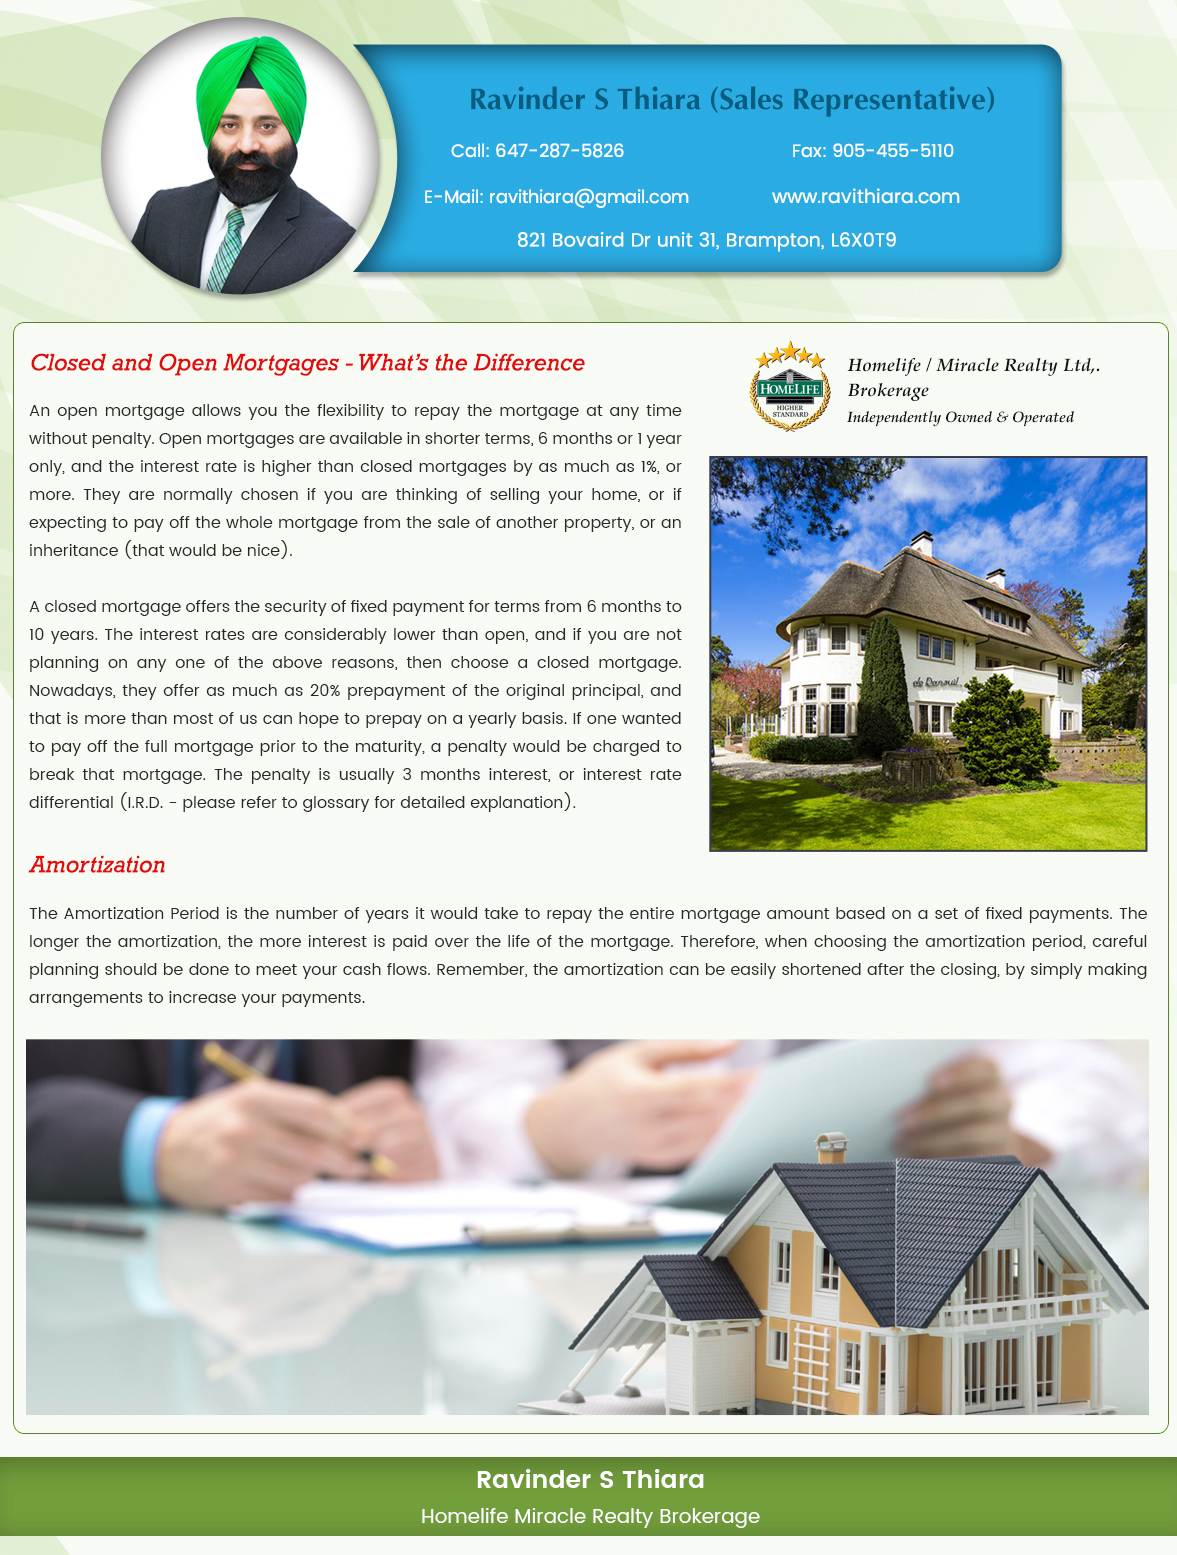 Ravinder S Thiara (Sales Representative)
Call: 647-287-5826
Fax: 905-455-5110
E-Mail: ravithiara@gmail.com
www.ravithiara.com
821 Bovaird Dr unit 31, Brampton, L6X0T9
Closed and Open Mortgages - What's the Difference
An open mortgage allows you the flexibility to repay the mortgage at any time
without penalty. Open mortgages are available in shorter terms, 6 months or 1 year
only, and the interest rate is higher than closed mortgages by as much as 1%, or
more. They are normally chosen if you are thinking of selling your home, or if
expecting to pay off the whole mortgage from the sale of another property, or an
inheritance (that would be nice).
A closed mortgage offers the security of fixed payment for terms from 6 months to
10 years. The interest rates are considerably lower than open, and if you are not
planning on any one of the above reasons, then choose a closed mortgage.
Nowadays, they offer as much as 20% prepayment of the original principal, and
that is more than most of us can hope to prepay on a yearly basis. If one wanted
to pay off the full mortgage prior to the maturity, a penalty would be charged to
break that mortgage. The penalty is usually 3 months interest, or interest rate
differential (I.R.D. - please refer to glossary for detailed explanation).
HOMELIFE
HIGHER
STANDARD
Homelife / Miracle Realty Ltd,.
Brokerage
Independently Owned & Operated
Amortization
The Amortization Period is the number of years it would take to repay the entire mortgage amount based on a set of fixed payments. The
longer the amortization, the more interest is paid over the life of the mortgage. Therefore, when choosing the amortization period, careful
planning should be done to meet your cash flows. Remember, the amortization can be easily shortened after the closing, by simply making
arrangements to increase your payments.
Ravinder S Thiara
Homelife Miracle Realty Brokerage